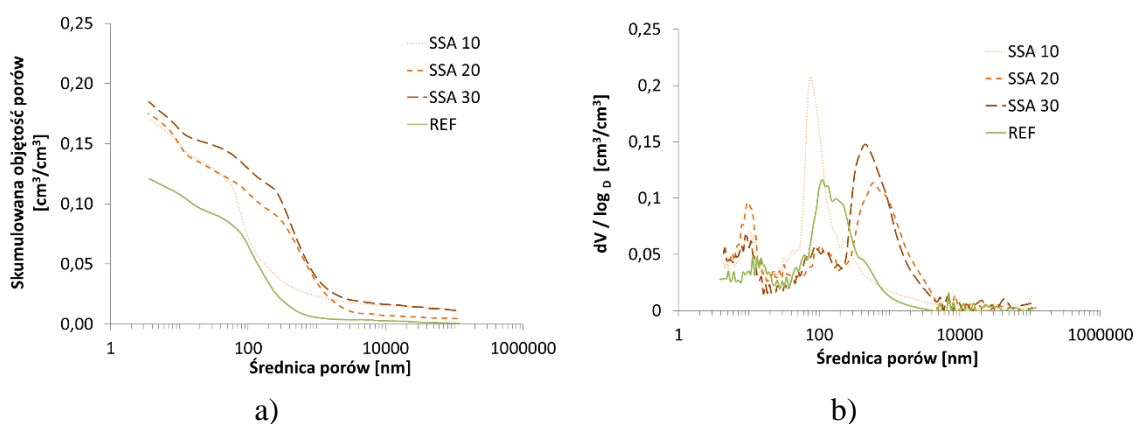 0,25
0,20
0,15
0,10
0,05
0,00
Skumulowana objętość porów
[cm³/cm³]
SSA 10
SSA 20
SSA 30
REF
1
100
10000
1000000
Średnica porów [nm]
a)
0,25
0,2
0,15
0,1
0,05
0
dV / log D [cm³/cm³]
SSA 10
SSA 20
SSA 30
REF
1
100
10000
1000000
Średnica porów [nm]
b)